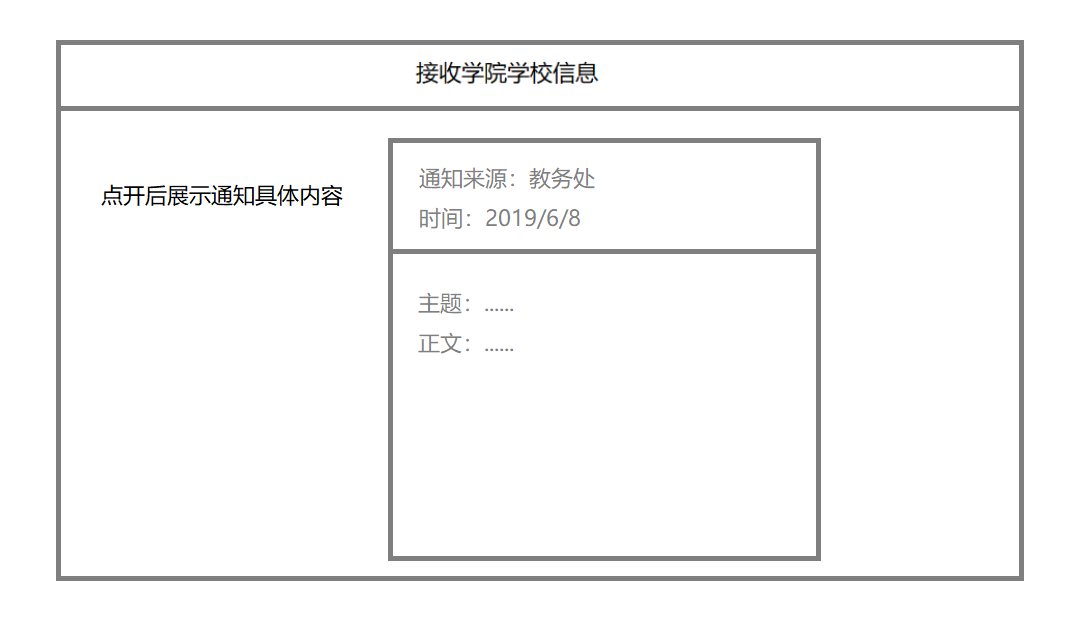 接收学院学校信息
点开后展示通知具体内容
通知来源：教务处
时间：2019/6/8
主题：......
正文：......